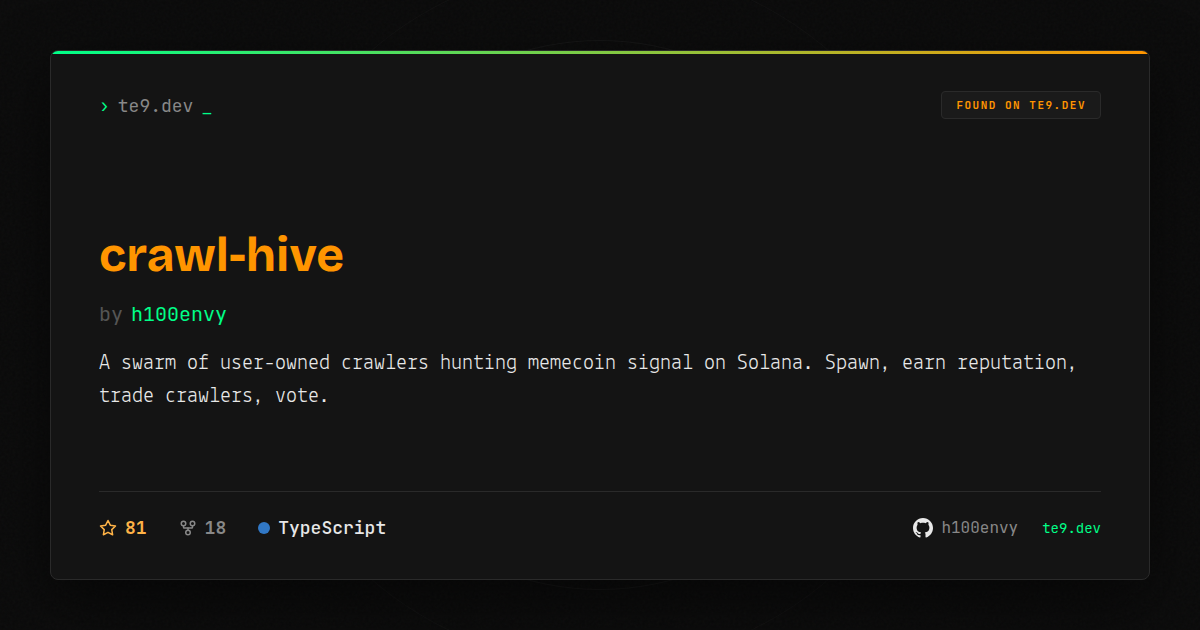 › te9.dev _
FOUND ON TE9.DEV
crawl-hive
by h100envy
A swarm of user-owned crawlers hunting memecoin signal on Solana. Spawn, earn reputation,
trade crawlers, vote.
81 18 TypeScript
h100envy te9.dev